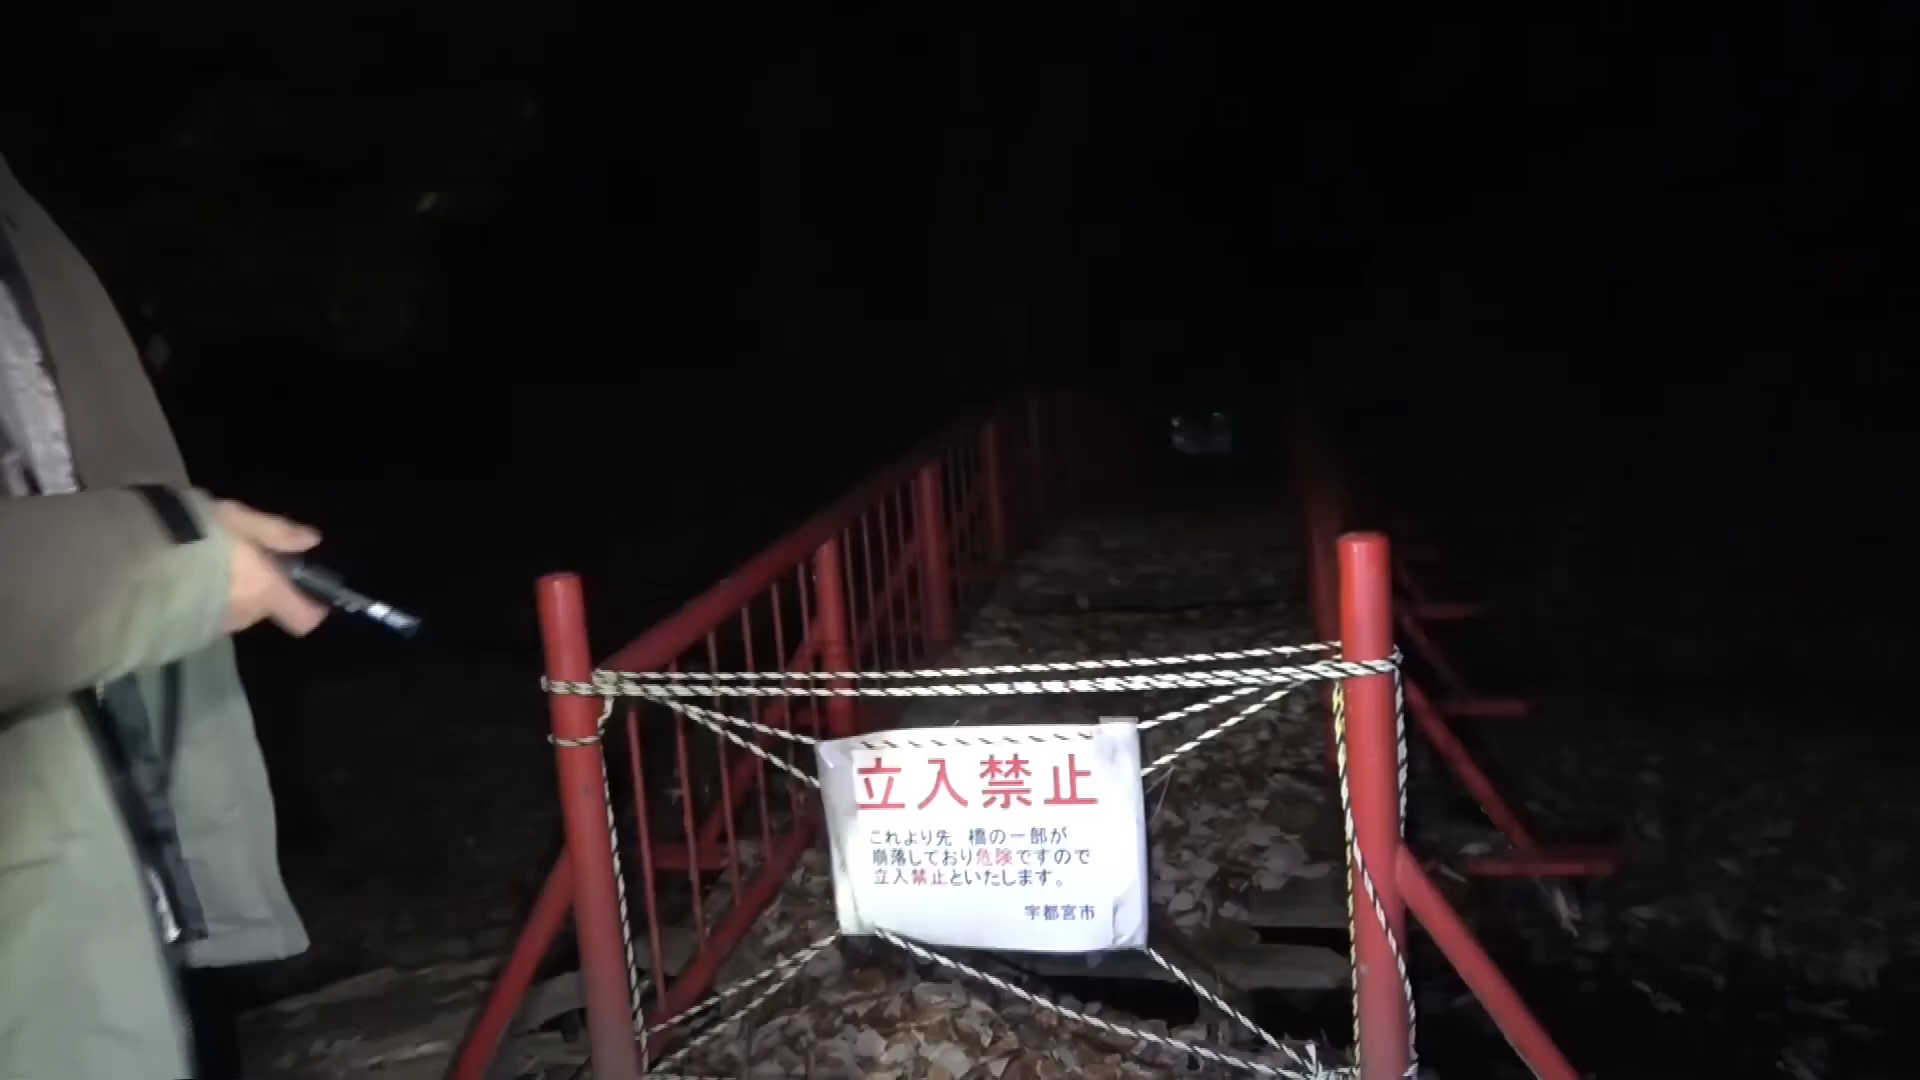 立入禁止
これより先　橋の一部が
崩落しており危険ですので
立入禁止といたします。
宇都宮市